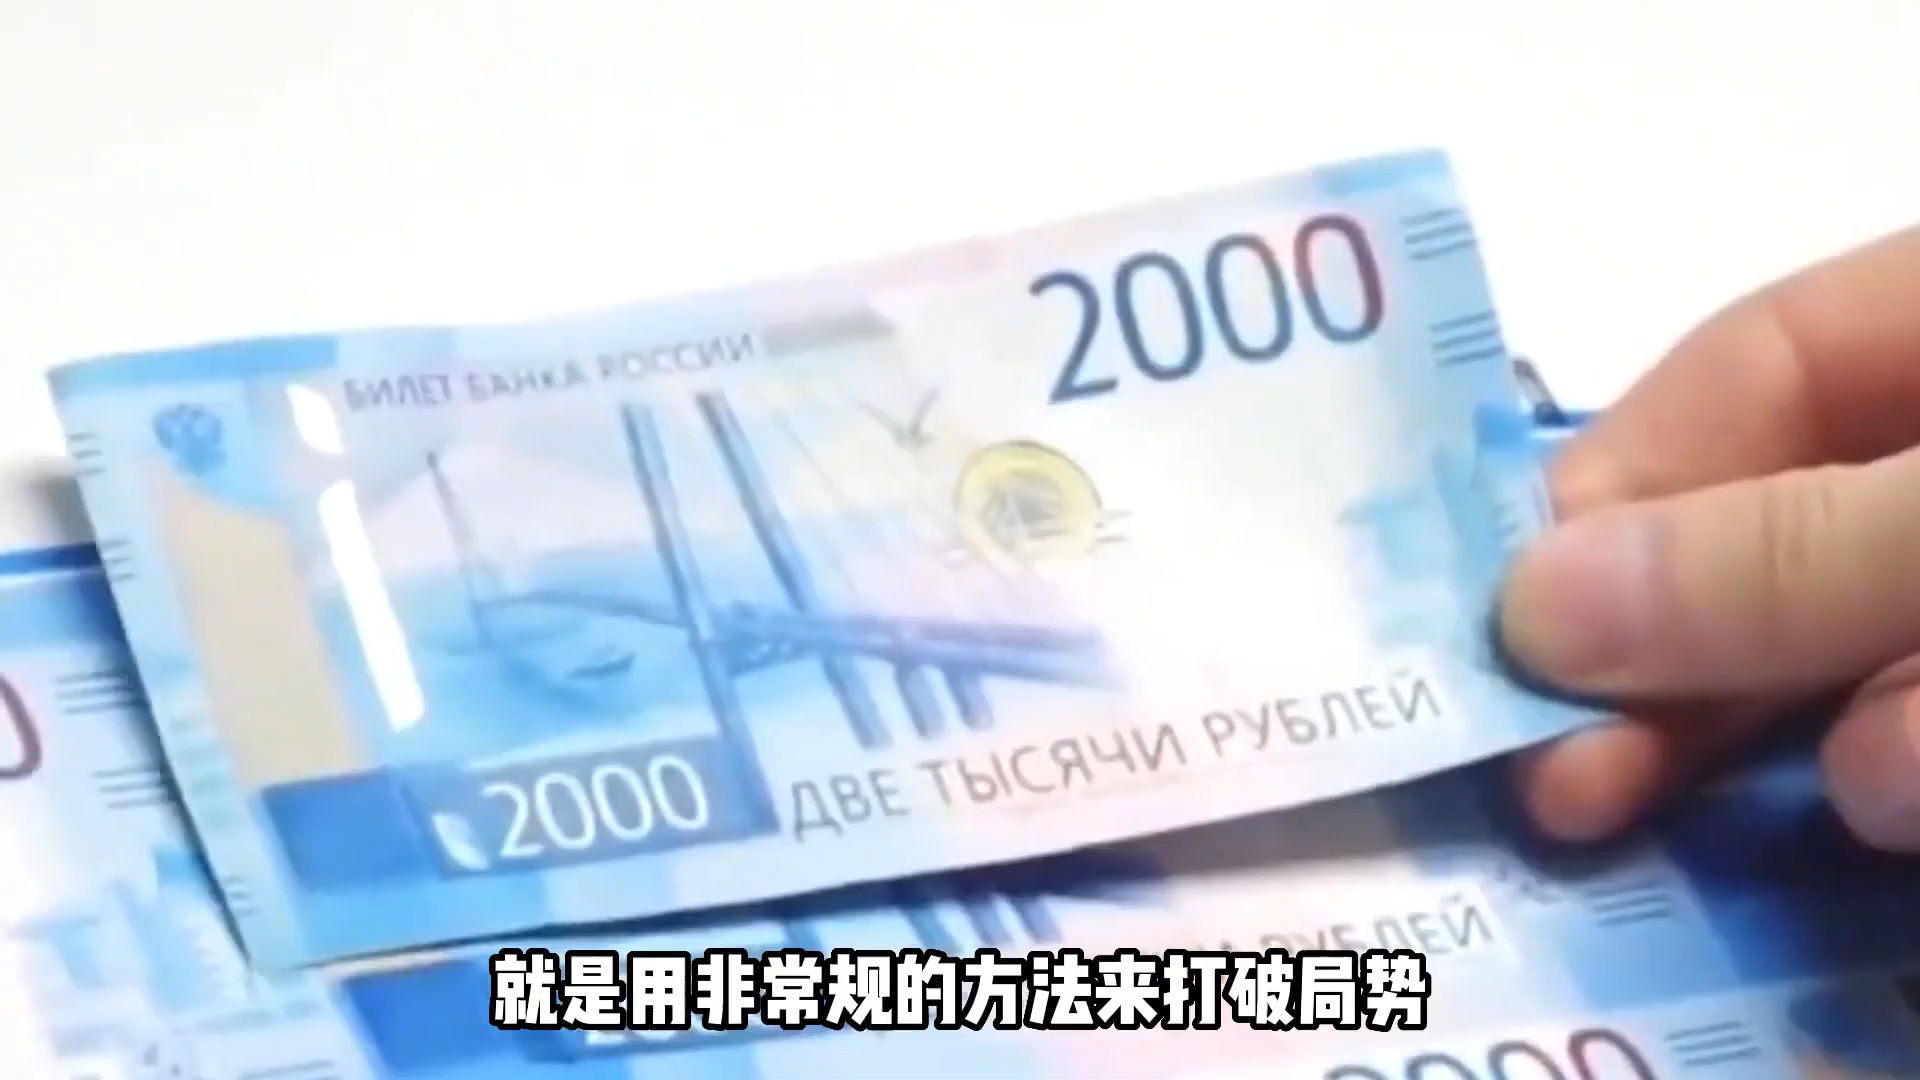 2000
БИЛЕТ БАНКА РОССИИ
2000
ДВЕ ТЫСЯЧИ РУБЛЕЙ
РУБЛЕЙ
就是用非常规的方法来打破局势